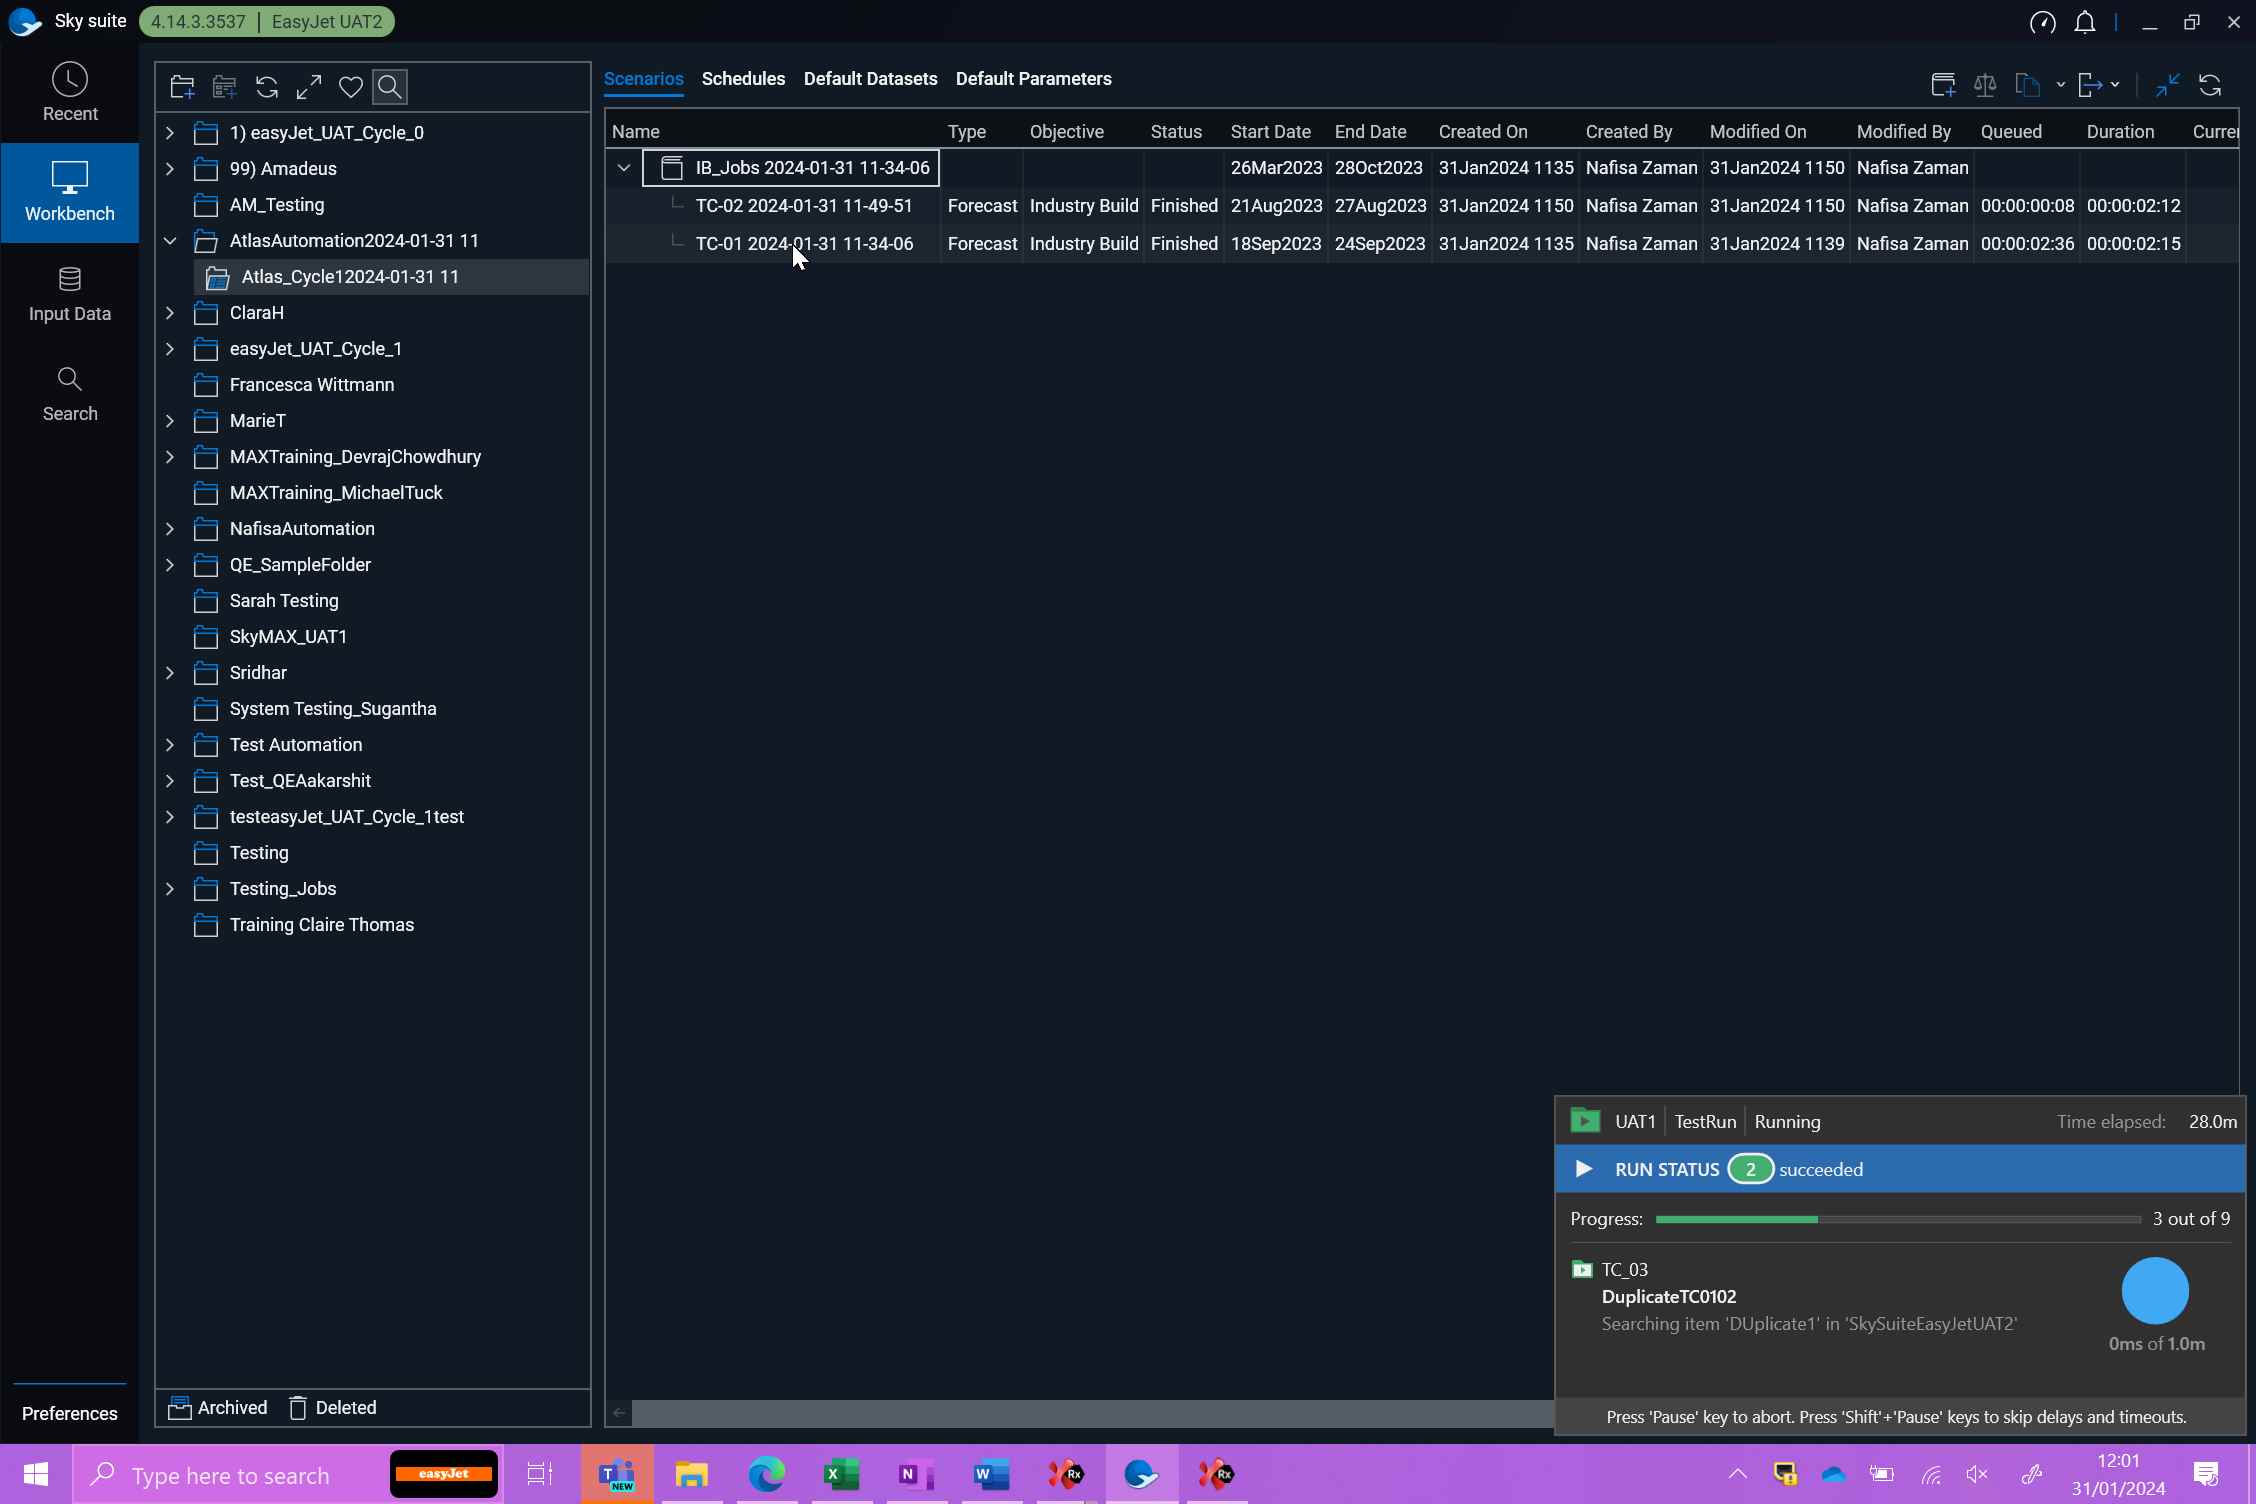 Sky suite 4.14.3.3537 | EasyJet UAT2
Recent
Workbench
Input Data
Search
Preferences
1) easyJet_UAT_Cycle_0
99) Amadeus
AM_Testing
AtlasAutomation2024-01-31 11
Atlas_Cycle12024-01-31 11
ClaraH
easyJet_UAT_Cycle_1
Francesca Wittmann
MarieT
MAXTraining_DevrajChowdhury
MAXTraining_MichaelTuck
NafisaAutomation
QE_SampleFolder
Sarah Testing
SkyMAX_UAT1
Sridhar
System Testing_Sugantha
Test Automation
Test_QEAakarshit
testeasyJet_UAT_Cycle_1test
Testing
Testing_Jobs
Training Claire Thomas
Archived Deleted
Scenarios Schedules Default Datasets Default Parameters
Name Type Objective Status Start Date End Date Created On Created By Modified On Modified By Queued Duration Curre
IB_Jobs 2024-01-31 11-34-06 26Mar2023 28Oct2023 31Jan2024 1135 Nafisa Zaman 31Jan2024 1150 Nafisa Zaman
TC-02 2024-01-31 11-49-51 Forecast Industry Build Finished 21Aug2023 27Aug2023 31Jan2024 1150 Nafisa Zaman 31Jan2024 1150 Nafisa Zaman 00:00:00:08 00:00:02:12
TC-01 2024-01-31 11-34-06 Forecast Industry Build Finished 18Sep2023 24Sep2023 31Jan2024 1135 Nafisa Zaman 31Jan2024 1139 Nafisa Zaman 00:00:02:36 00:00:02:15
UAT1 | TestRun | Running Time elapsed: 28.0m
RUN STATUS 2 succeeded
Progress: 3 out of 9
TC_03
DuplicateTC0102
Searching item 'DUplicate1' in 'SkySuiteEasyJetUAT2'
0ms of 1.0m
Press 'Pause' key to abort. Press 'Shift'+'Pause' keys to skip delays and timeouts.
Type here to search easyJet
T NEW X N W Rx Rx
12:01
31/01/2024